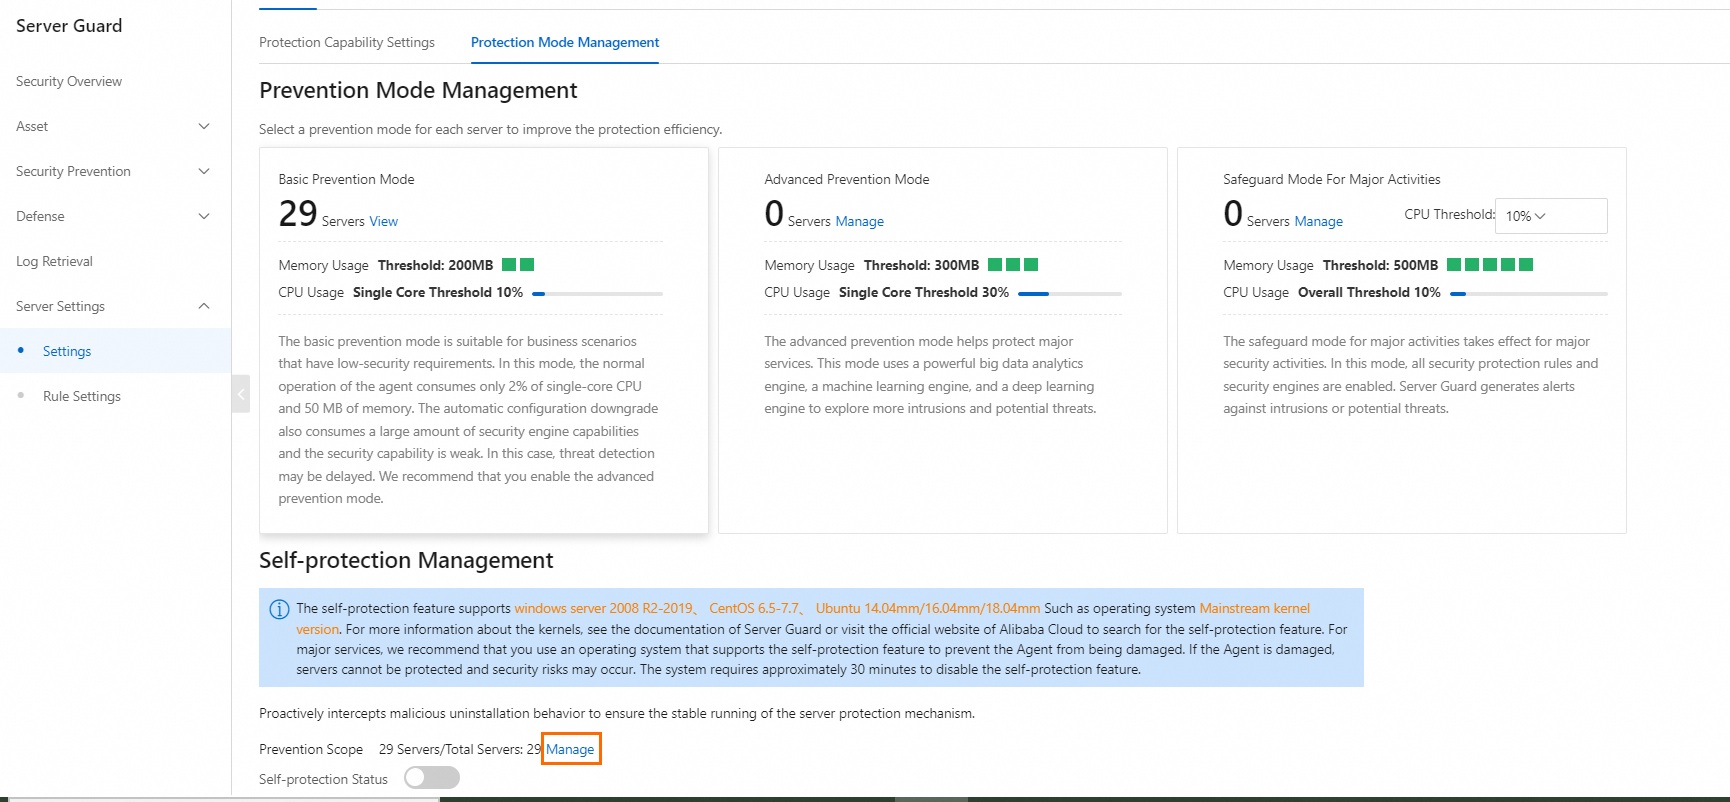 Server Guard
Security Overview
Asset
Security Prevention
Defense
Log Retrieval
Server Settings
Settings
Rule Settings
Protection Capability Settings
Protection Mode Management
Prevention Mode Management
Select a prevention mode for each server to improve the protection efficiency.
Basic Prevention Mode
29 Servers View
Memory Usage Threshold: 200MB
CPU Usage Single Core Threshold 10%
The basic prevention mode is suitable for business scenarios
that have low-security requirements. In this mode, the normal
operation of the agent consumes only 2% of single-core CPU
and 50 MB of memory. The automatic configuration downgrade
also consumes a large amount of security engine capabilities
and the security capability is weak. In this case, threat detection
may be delayed. We recommend that you enable the advanced
prevention mode.
Advanced Prevention Mode
0 Servers Manage
Memory Usage Threshold: 300MB
CPU Usage Single Core Threshold 30%
The advanced prevention mode helps protect major
services. This mode uses a powerful big data analytics
engine, a machine learning engine, and a deep learning
engine to explore more intrusions and potential threats.
Safeguard Mode For Major Activities
0 Servers Manage CPU Threshold: 10%
Memory Usage Threshold: 500MB
CPU Usage Overall Threshold 10%
The safeguard mode for major activities takes effect for major
security activities. In this mode, all security protection rules and
security engines are enabled. Server Guard generates alerts
against intrusions or potential threats.
Self-protection Management
The self-protection feature supports windows server 2008 R2-2019、 CentOS 6.5-7.7、 Ubuntu 14.04mm/16.04mm/18.04mm Such as operating system Mainstream kernel
version. For more information about the kernels, see the documentation of Server Guard or visit the official website of Alibaba Cloud to search for the self-protection feature. For
major services, we recommend that you use an operating system that supports the self-protection feature to prevent the Agent from being damaged. If the Agent is damaged,
servers cannot be protected and security risks may occur. The system requires approximately 30 minutes to disable the self-protection feature.
Proactively intercepts malicious uninstallation behavior to ensure the stable running of the server protection mechanism.
Prevention Scope 29 Servers/Total Servers: 29 Manage
Self-protection Status